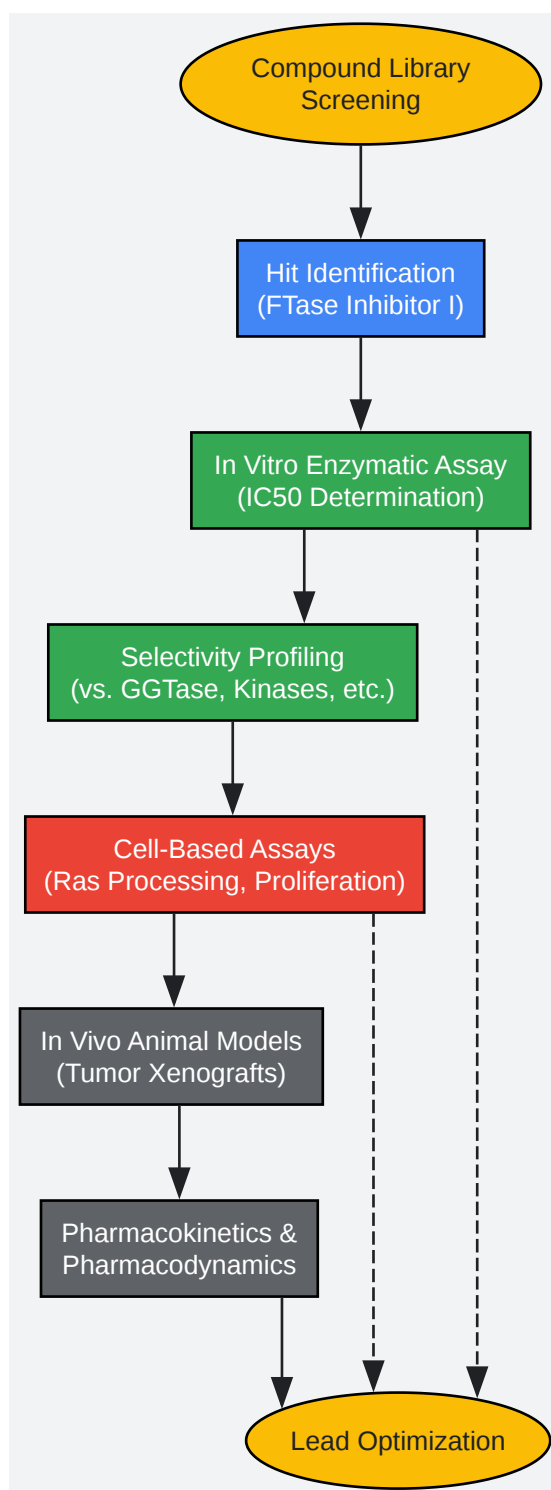 Compound Library
Screening
Hit Identification
(FTase Inhibitor I)
In Vitro Enzymatic Assay
(IC50 Determination)
Selectivity Profiling
(vs. GGTase, Kinases, etc.)
Cell-Based Assays
(Ras Processing, Proliferation)
In Vivo Animal Models
(Tumor Xenografts)
Pharmacokinetics &
Pharmacodynamics
Lead Optimization